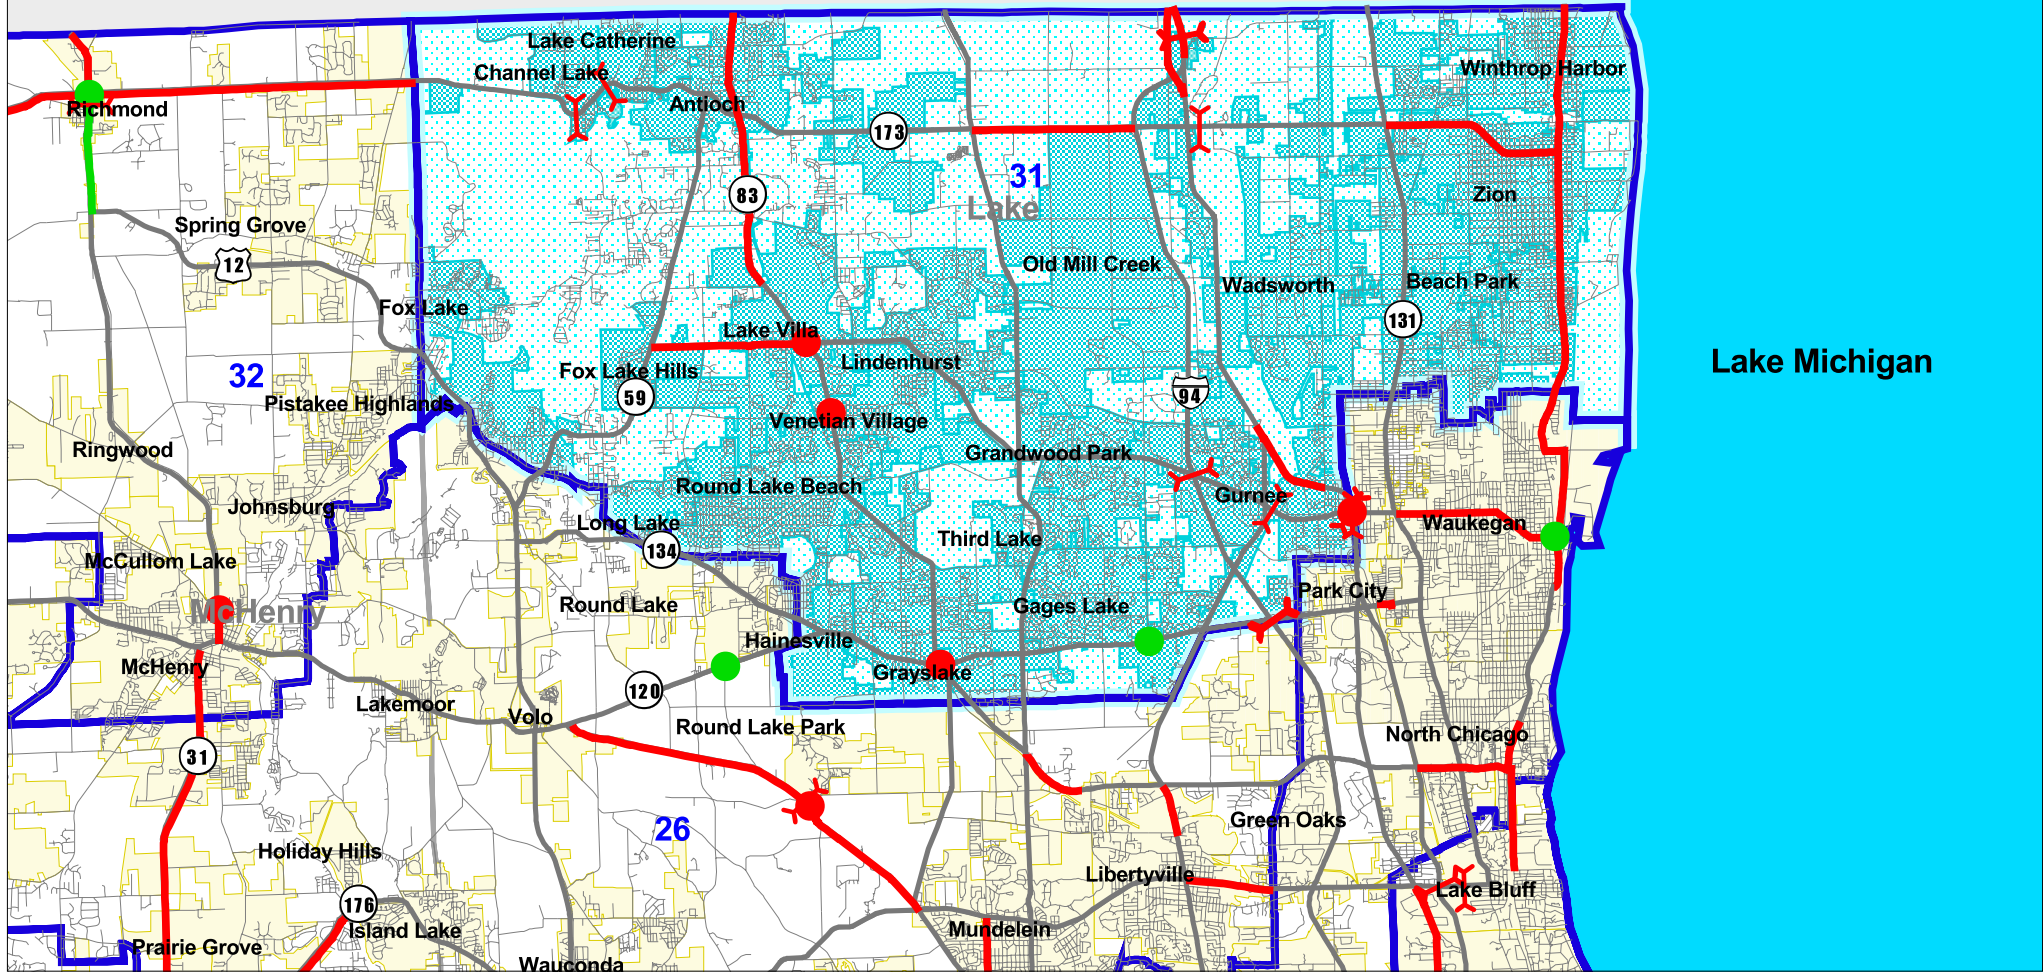 Lake Catherine
Channel Lake
Winthrop Harbor
Richmond
Antioch
173
31
83
Zion
Lake
Spring Grove
12
Old Mill Creek
Wadsworth
Beach Park
Fox Lake
131
Lake Villa
Lindenhurst
Lake Michigan
32
Fox Lake Hills
59
94
Pistakee Highlands
Venetian Village
Ringwood
Grandwood Park
Round Lake Beach
Gurnee
Johnsburg
Long Lake
Waukegan
134
Third Lake
McCullom Lake
Park City
Round Lake
Gages Lake
McHenry
Hainesville
McHenry
Grayslake
120
Lakemoor
Volo
Round Lake Park
North Chicago
31
26
Green Oaks
Holiday Hills
Libertyville
Lake Bluff
176
Island Lake
Mundelein
Prairie Grove
Wauconda